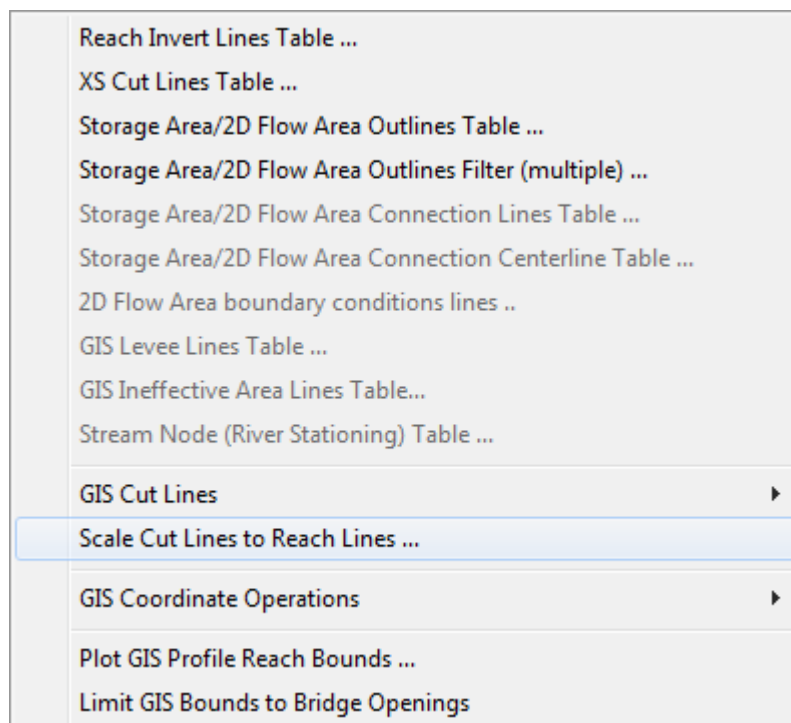 Reach Invert Lines Table ...
XS Cut Lines Table ...
Storage Area/2D Flow Area Outlines Table ...
Storage Area/2D Flow Area Outlines Filter (multiple) ...
Storage Area/2D Flow Area Connection Lines Table ...
Storage Area/2D Flow Area Connection Centerline Table ...
2D Flow Area boundary conditions lines ..
GIS Levee Lines Table ...
GIS Ineffective Area Lines Table...
Stream Node (River Stationing) Table ...
GIS Cut Lines
Scale Cut Lines to Reach Lines ...
GIS Coordinate Operations
Plot GIS Profile Reach Bounds ...
Limit GIS Bounds to Bridge Openings